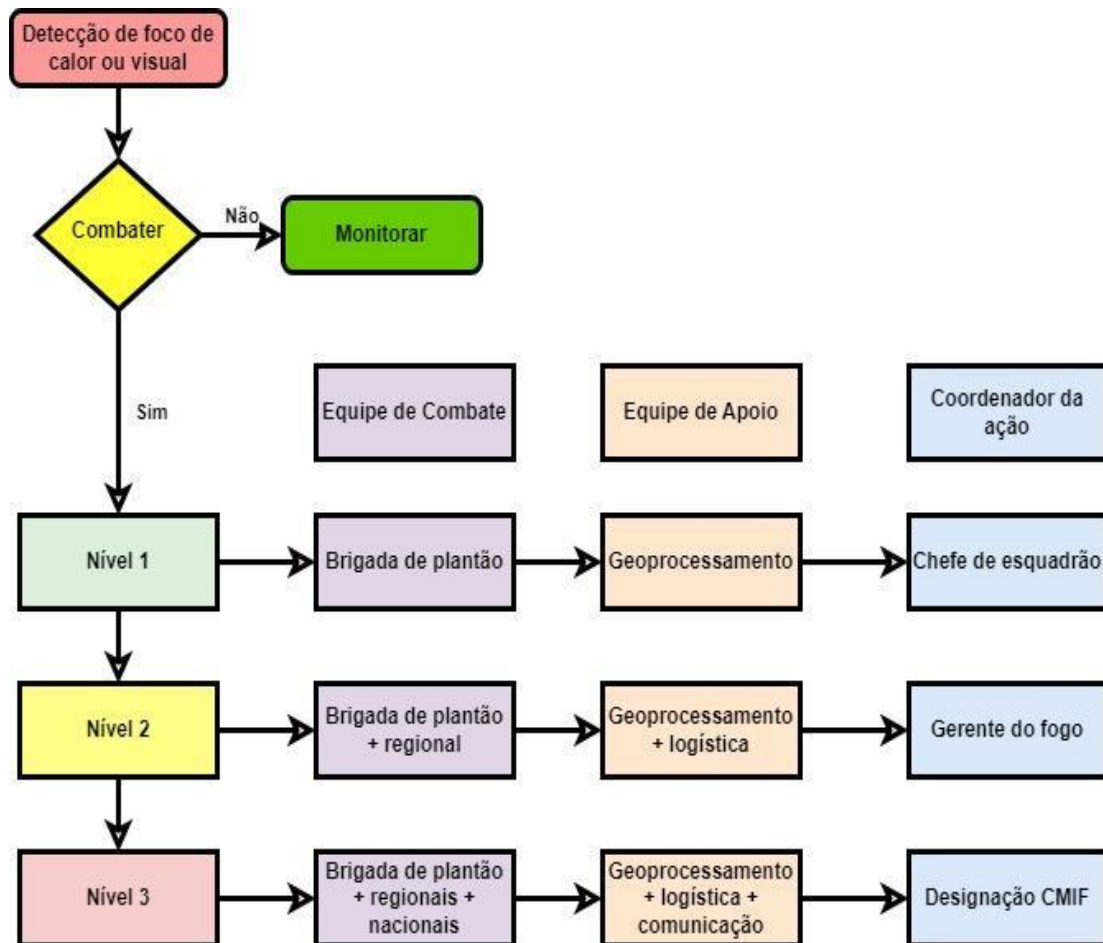 Detecção de foco de
calor ou visual
Combater
Não
Monitorar
Sim
Equipe de Combate
Equipe de Apoio
Coordenador da
ação
Nível 1
Brigada de plantão
Geoprocessamento
Chefe de esquadrão
Nível 2
Brigada de plantão
+ regional
Geoprocessamento
+ logística
Gerente do fogo
Nível 3
Brigada de plantão
+ regionais +
nacionais
Geoprocessamento
+ logística +
comunicação
Designação CMIF